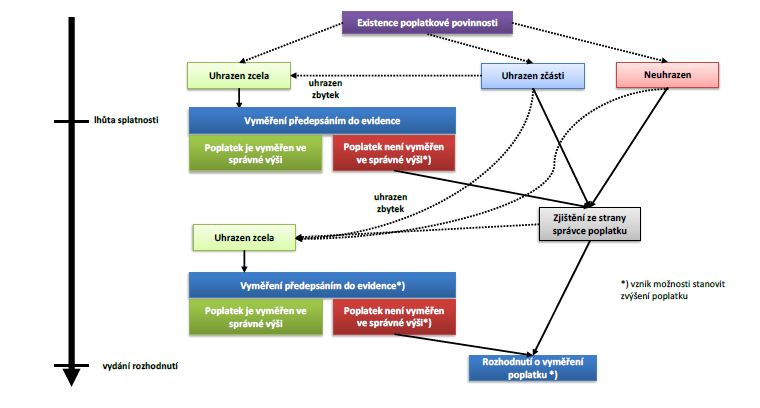 Existence poplatkové povinnosti
Uhrazen zcela
Uhrazen zčásti
Neuhrazen
uhrazen
zbytek
lhůta splatnosti
Vyměření předepsáním do evidence
Poplatek je vyměřen ve
správné výši
Poplatek není vyměřen
ve správné výši*)
uhrazen
zbytek
Uhrazen zcela
Zjištění ze strany
správce poplatku
Vyměření předepsáním do evidence*)
*) vznik možnosti stanovit
zvýšení poplatku
Poplatek je vyměřen ve
správné výši
Poplatek není vyměřen
ve správné výši*)
vydání rozhodnutí
Rozhodnutí o vyměření
poplatku *)